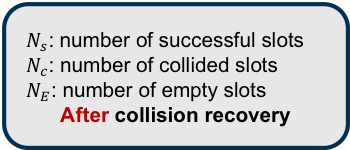 N_s: number of successful slots
N_c: number of collided slots
N_E: number of empty slots
After collision recovery